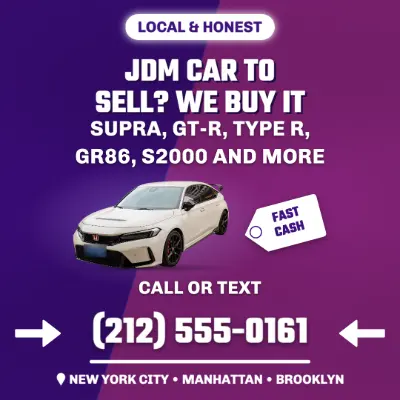 LOCAL & HONEST
JDM CAR TO
SELL? WE BUY IT
SUPRA, GT-R, TYPE R,
GR86, S2000 AND MORE
FAST
CASH
CALL OR TEXT
(212) 555-0161
NEW YORK CITY • MANHATTAN • BROOKLYN